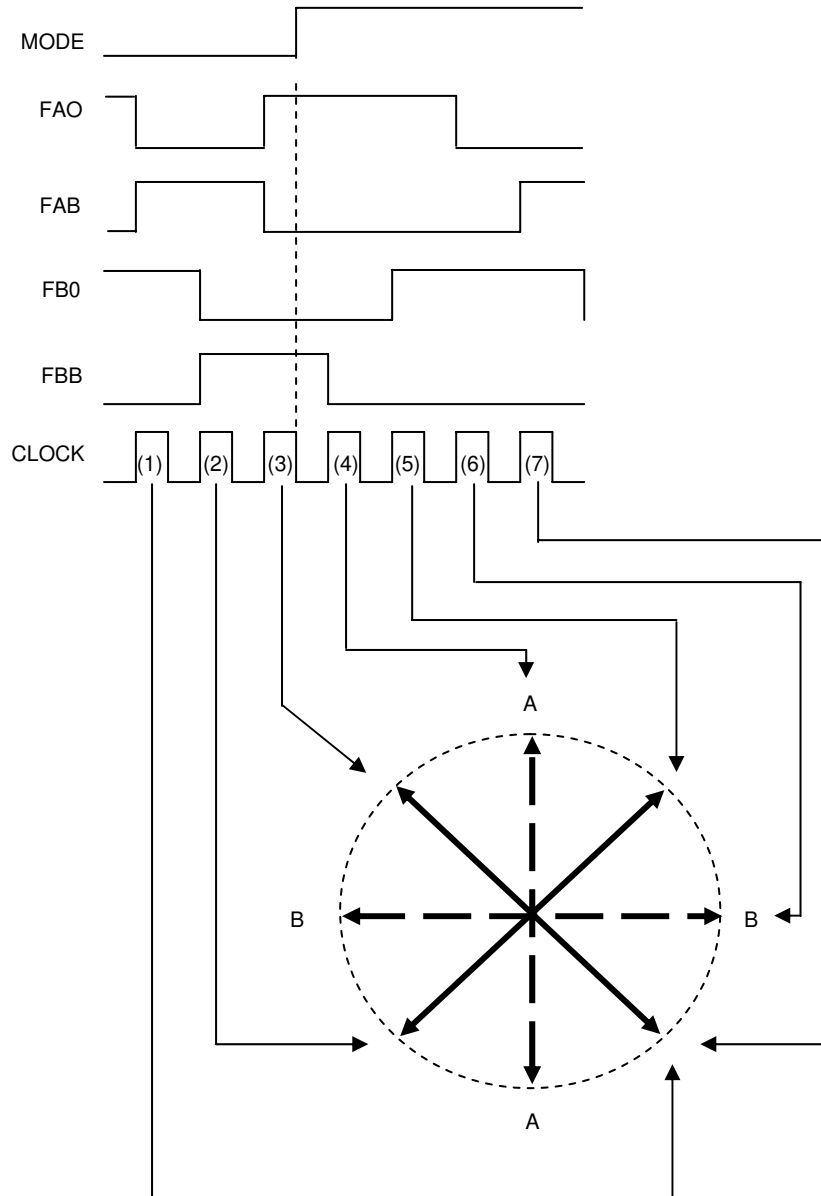 MODE
FAO
FAB
FB0
FBB
CLOCK
(1) (2) (3) (4) (5) (6) (7)
A
B B
A